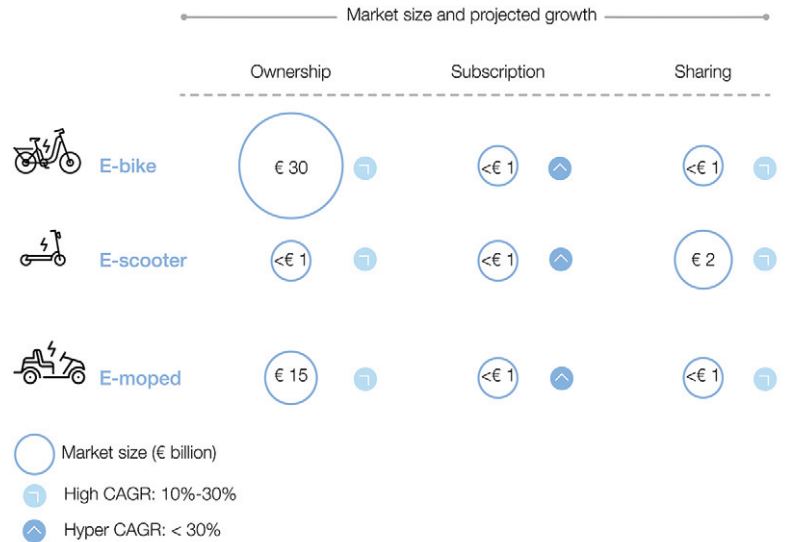 Market size and projected growth
Ownership Subscription Sharing
E-bike € 30 <€ 1 <€ 1
E-scooter <€ 1 <€ 1 € 2
E-moped € 15 <€ 1 <€ 1
Market size (€ billion)
High CAGR: 10%-30%
Hyper CAGR: < 30%